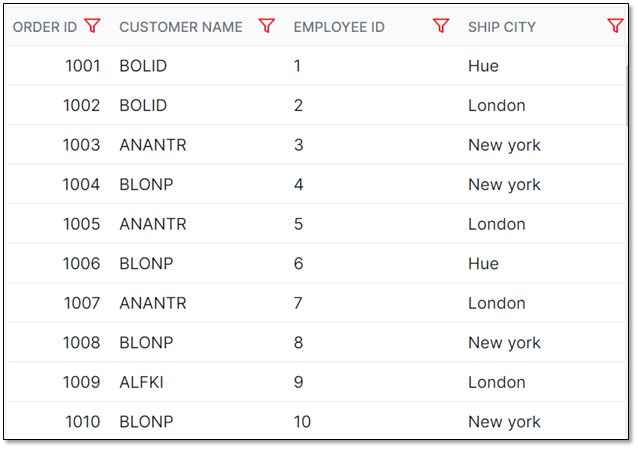 ORDER ID CUSTOMER NAME EMPLOYEE ID SHIP CITY
1001 BOLID 1 Hue
1002 BOLID 2 London
1003 ANANTR 3 New york
1004 BLONP 4 New york
1005 ANANTR 5 London
1006 BLONP 6 Hue
1007 ANANTR 7 London
1008 BLONP 8 New york
1009 ALFKI 9 London
1010 BLONP 10 New york